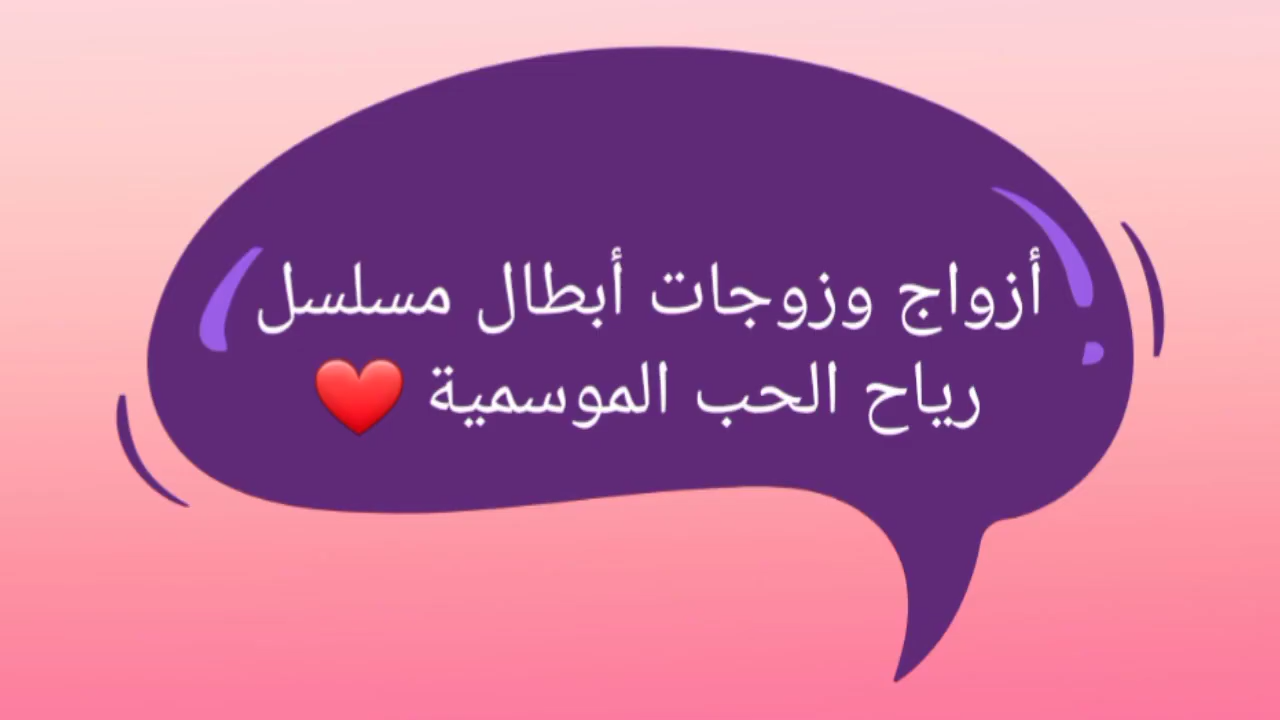 أزواج وزوجات أبطال مسلسل
رياح الحب الموسمية ❤️